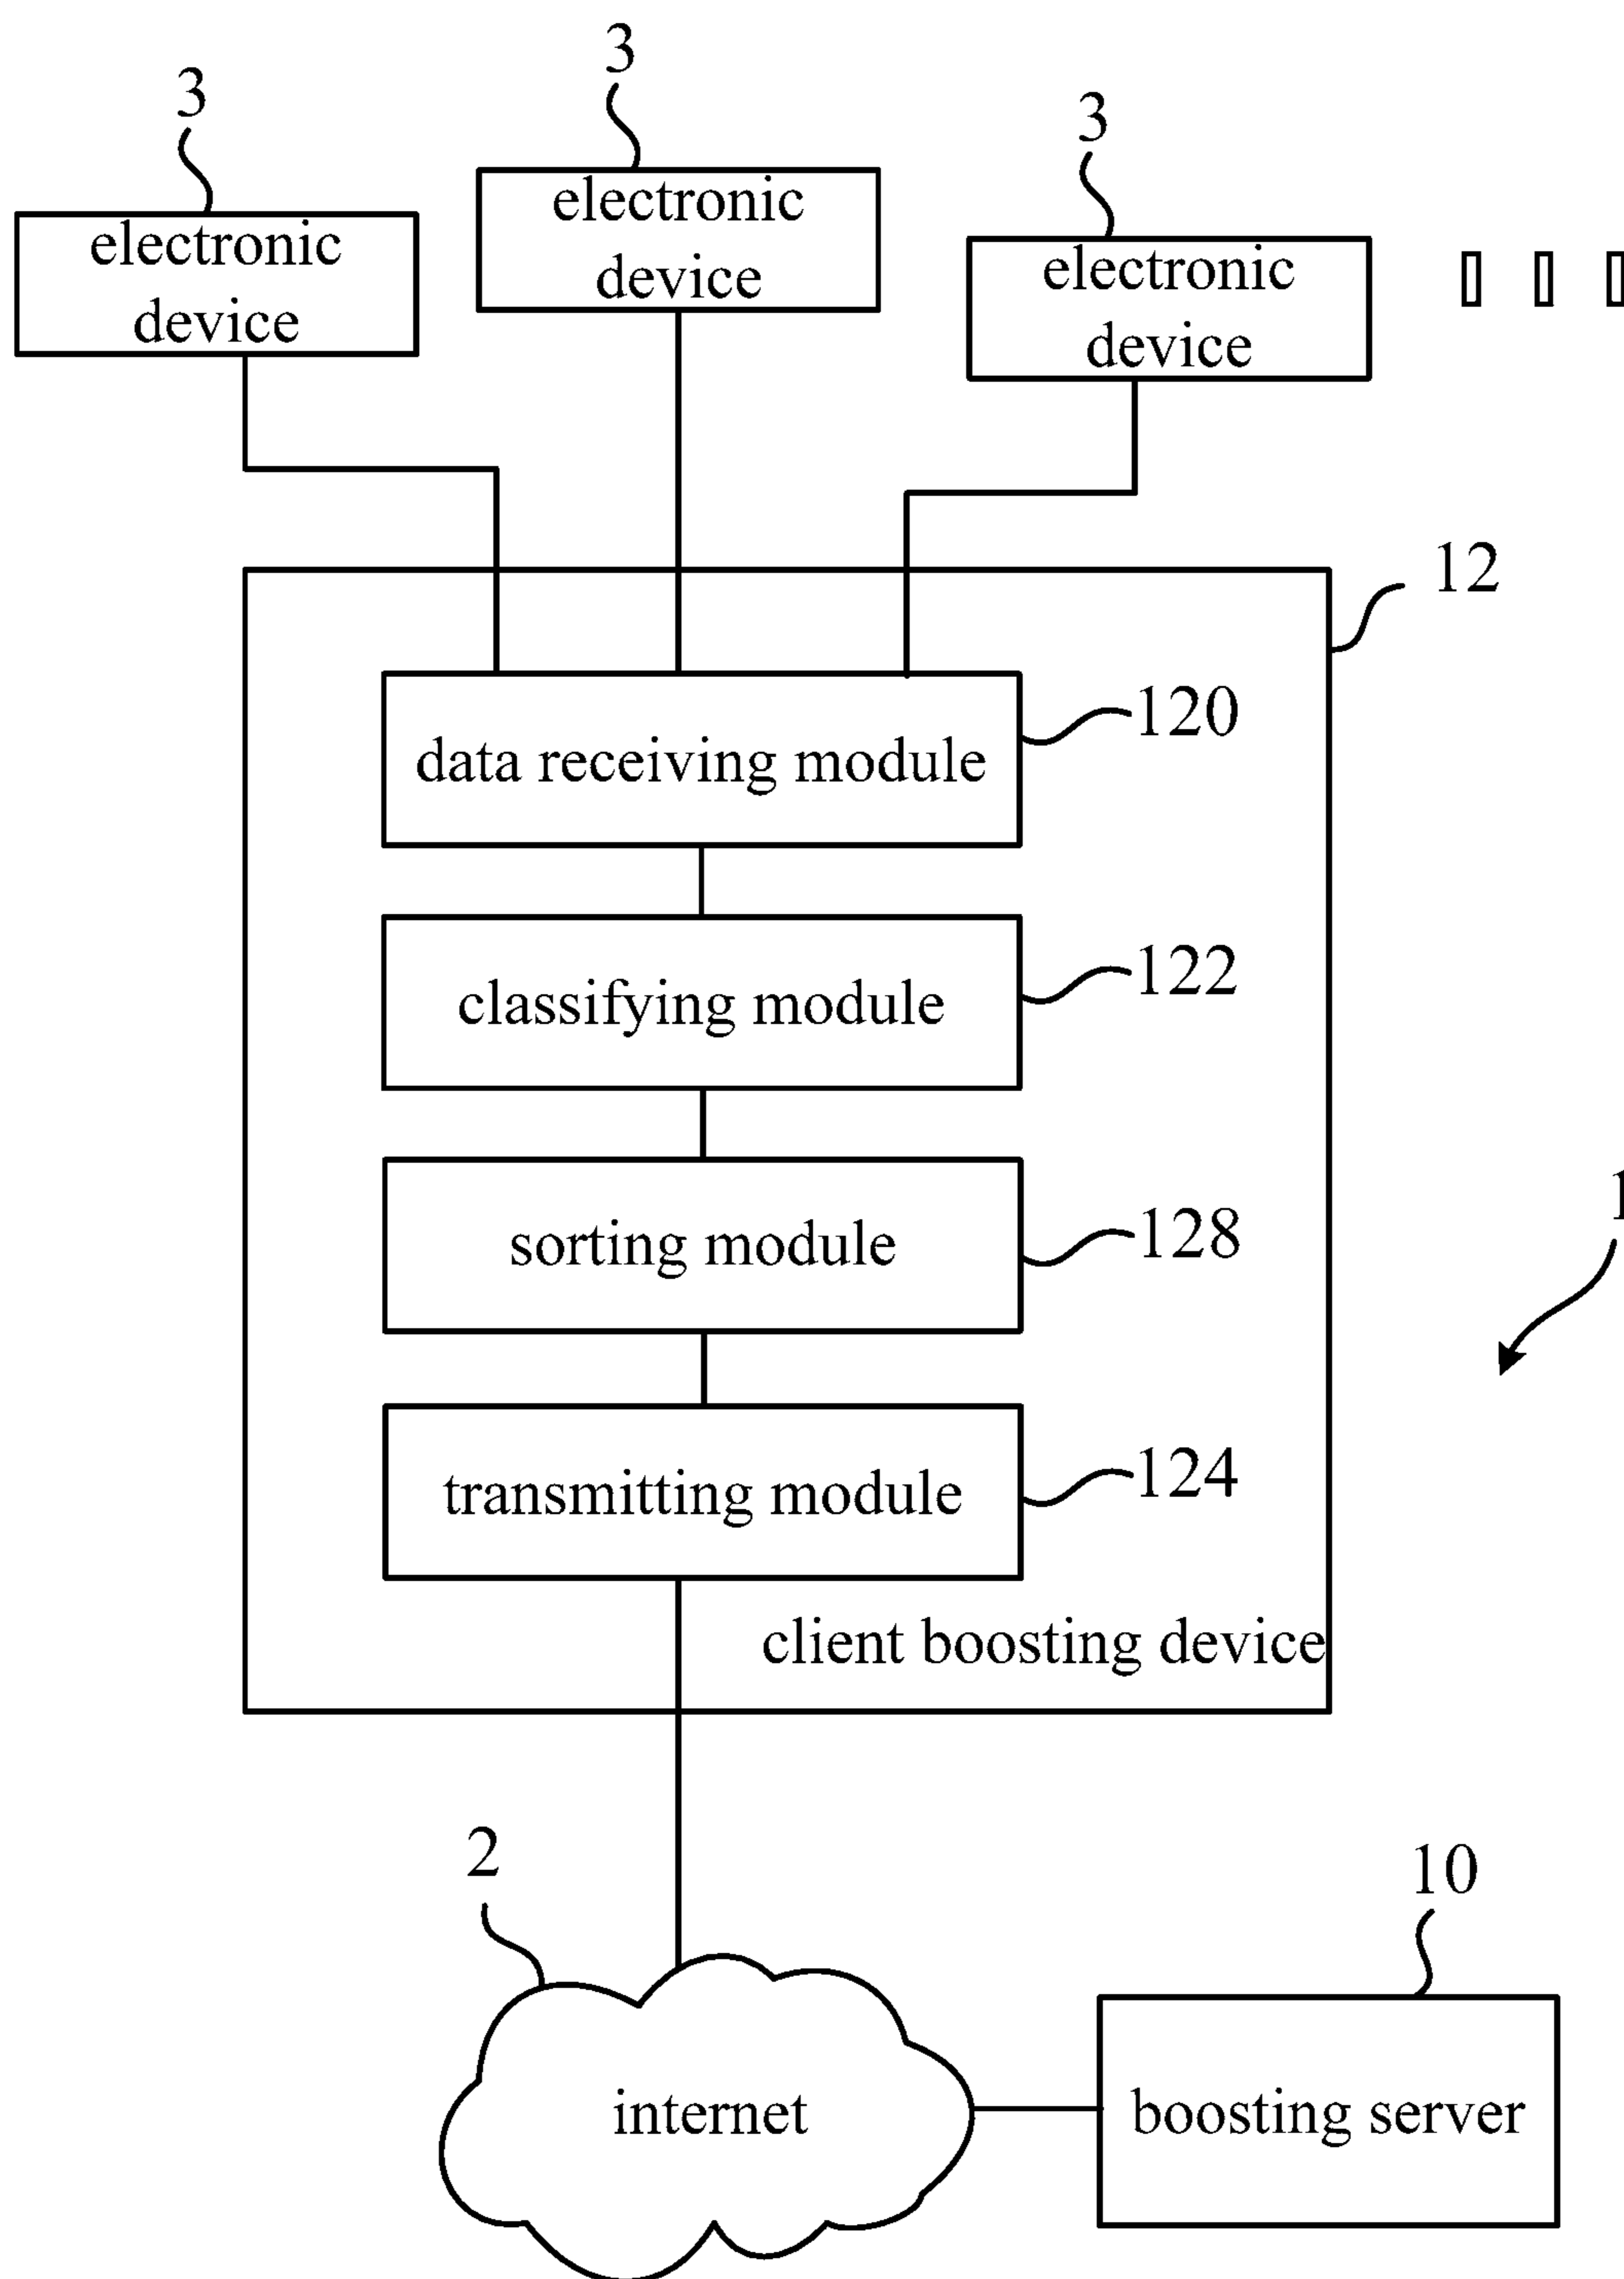 3
3
3
electronic
device
electronic
device
electronic
device
12
data receiving module
120
classifying module
122
sorting module
128
1
transmitting module
124
client boosting device
2
10
internet
boosting server